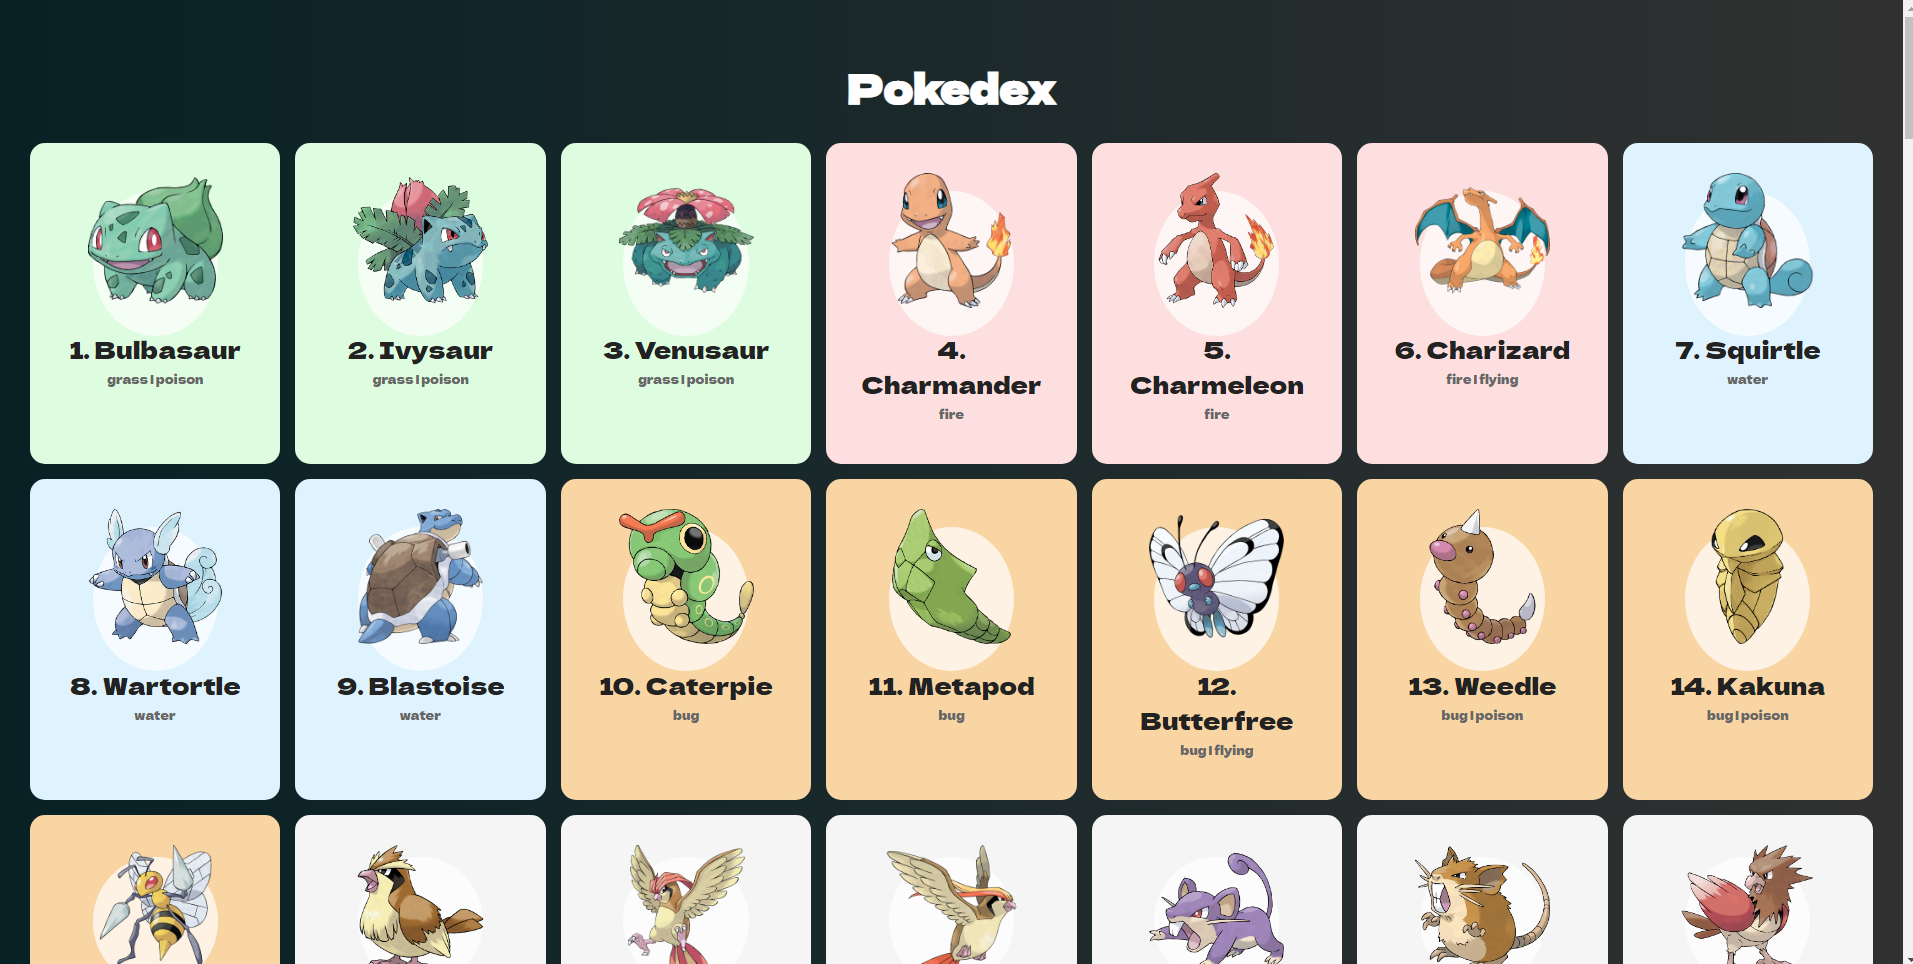 Pokedex
1. Bulbasaur
grass | poison
2. Ivysaur
grass | poison
3. Venusaur
grass | poison
4.
Charmander
fire
5.
Charmeleon
fire
6. Charizard
fire | flying
7. Squirtle
water
8. Wartortle
water
9. Blastoise
water
10. Caterpie
bug
11. Metapod
bug
12.
Butterfree
bug | flying
13. Weedle
bug | poison
14. Kakuna
bug | poison